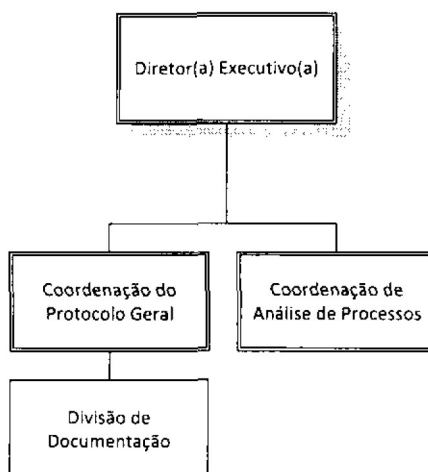 Diretor(a) Executivo(a)
Coordenação do
Protocolo Geral
Coordenação de
Análise de Processos
Divisão de
Documentação